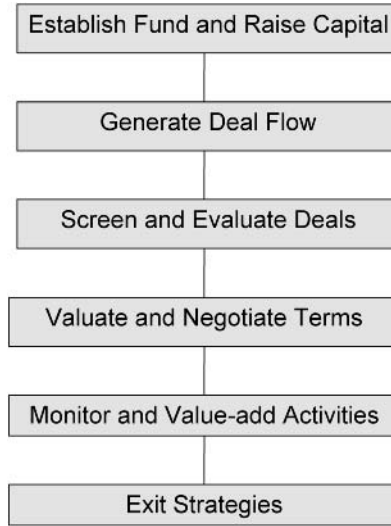 Establish Fund and Raise Capital
Generate Deal Flow
Screen and Evaluate Deals
Valuate and Negotiate Terms
Monitor and Value-add Activities
Exit Strategies